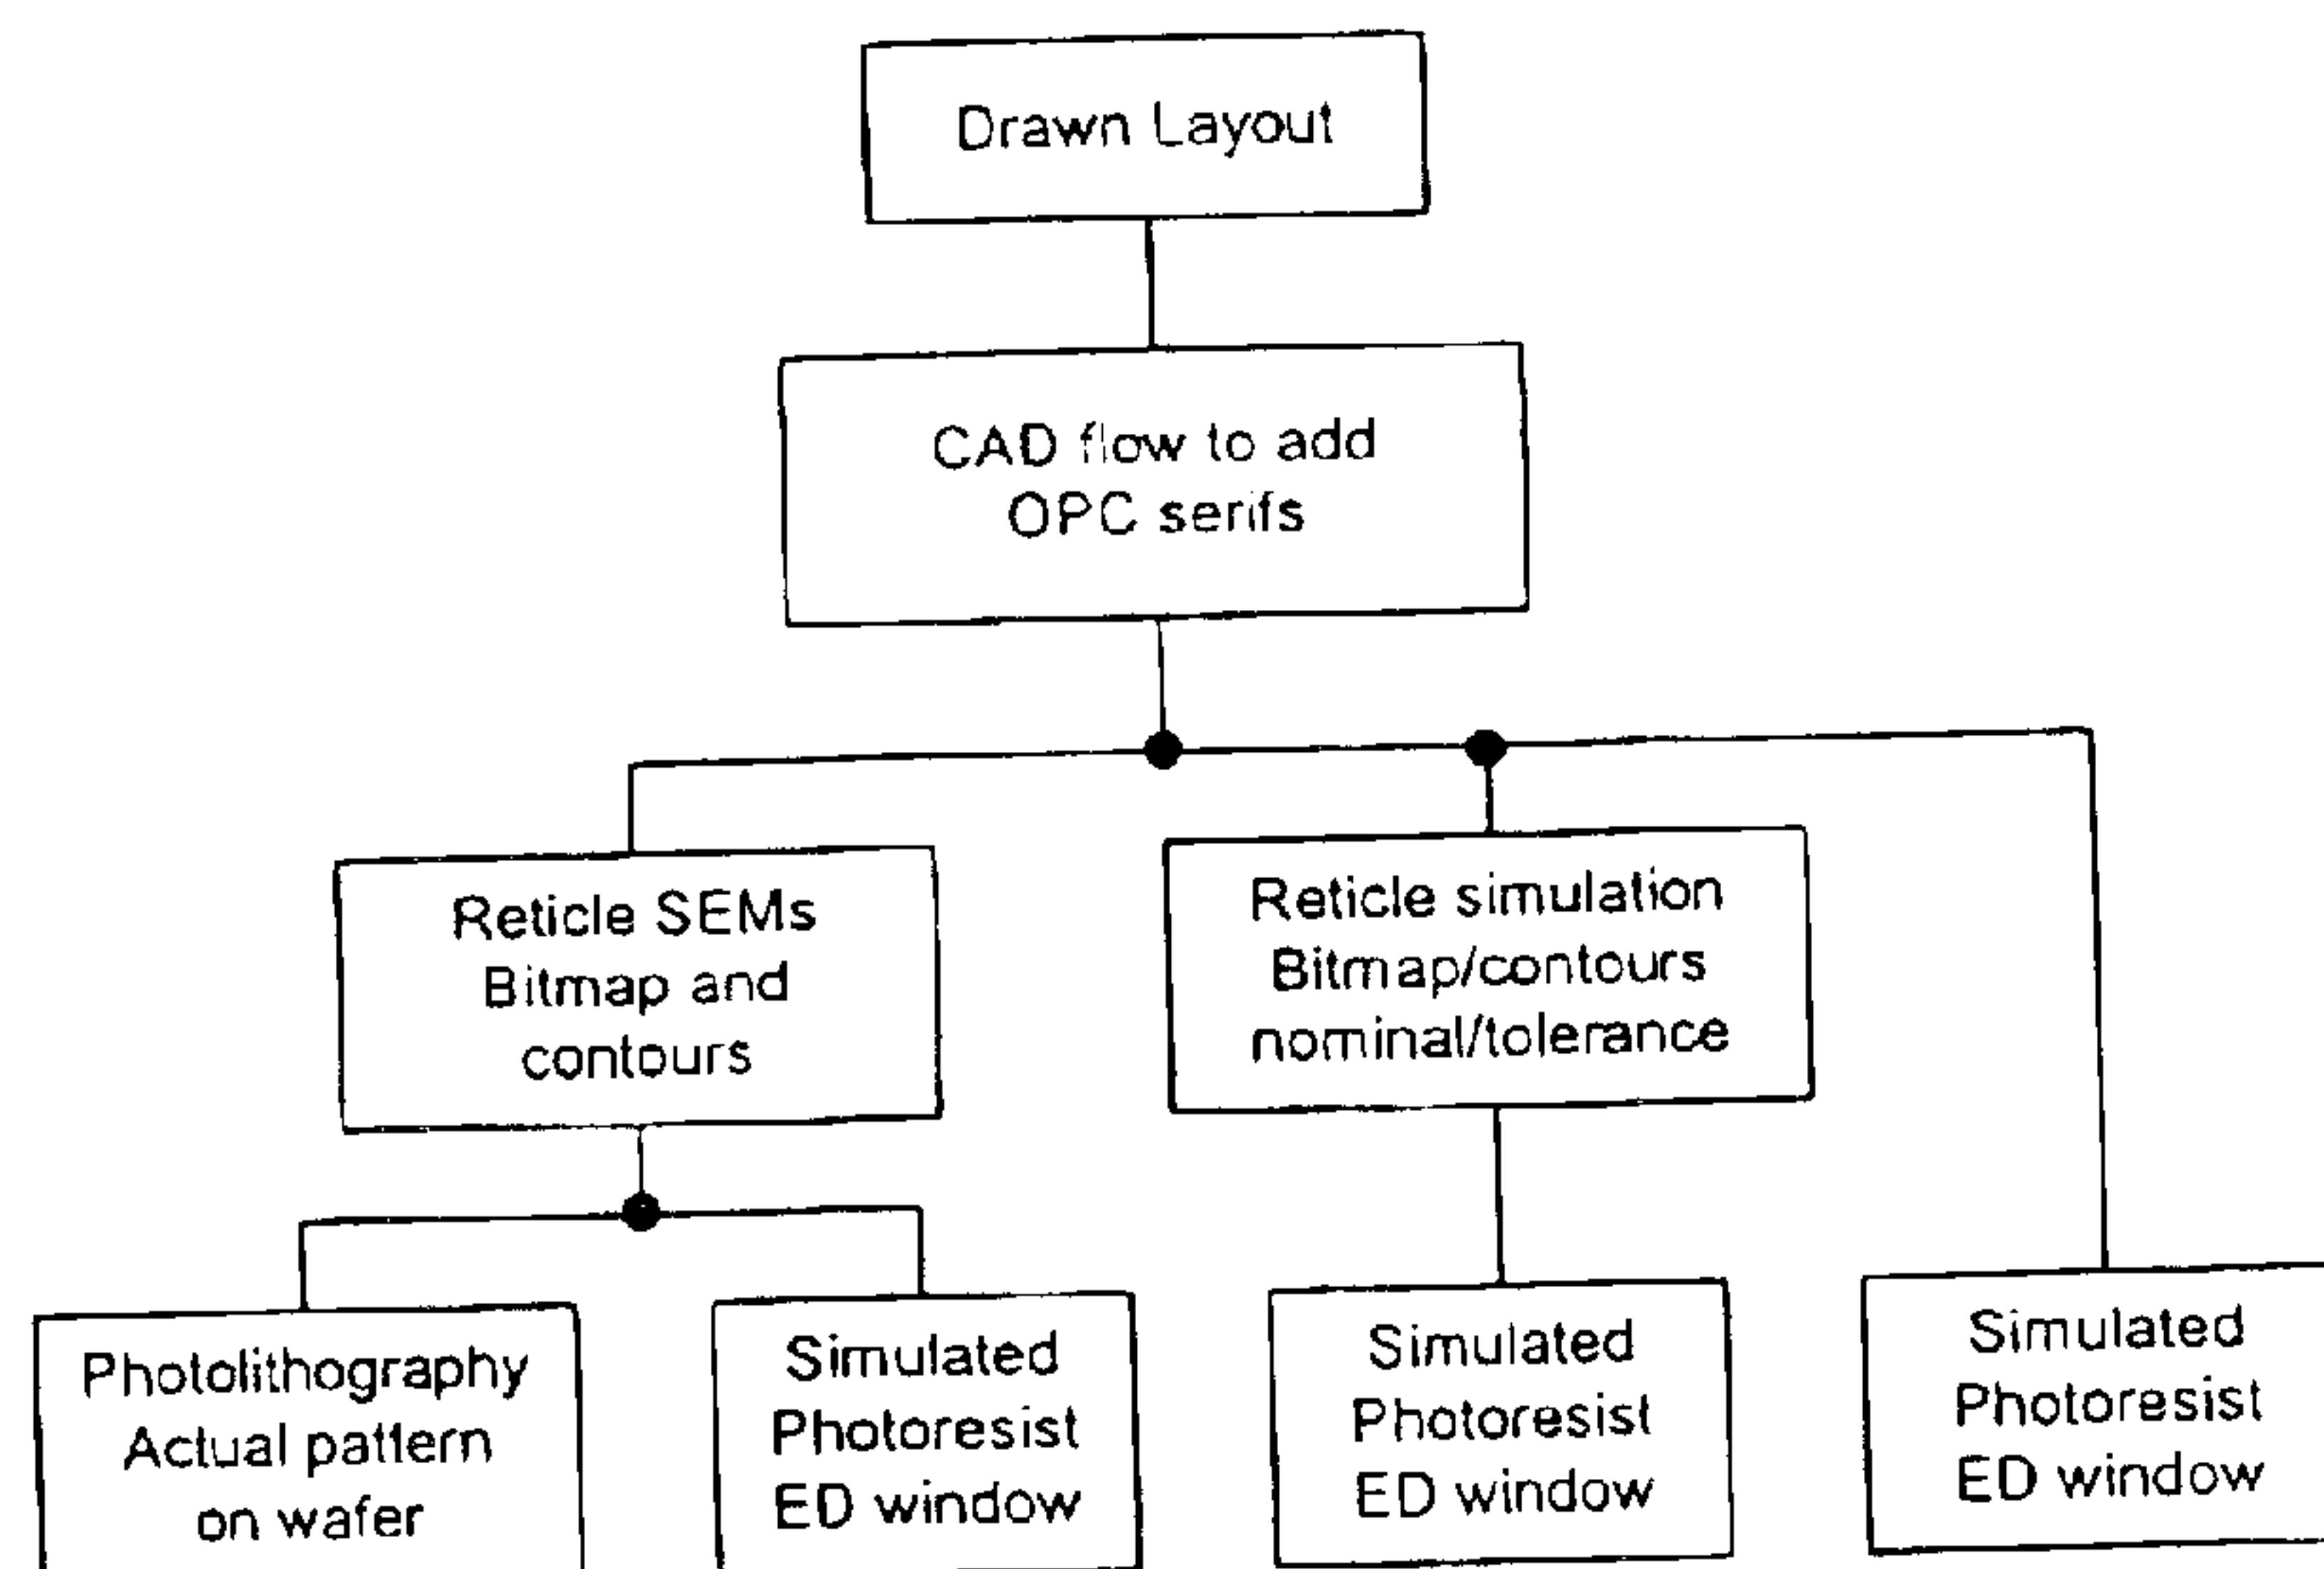 Drawn Layout
CAD flow to add
OPC serifs
Reticle SEMs
Bitmap and
contours
Reticle simulation
Bitmap/contours
nominal/tolerance
Photolithography
Actual pattern
on wafer
Simulated
Photoresist
ED window
Simulated
Photoresist
ED window
Simulated
Photoresist
ED window